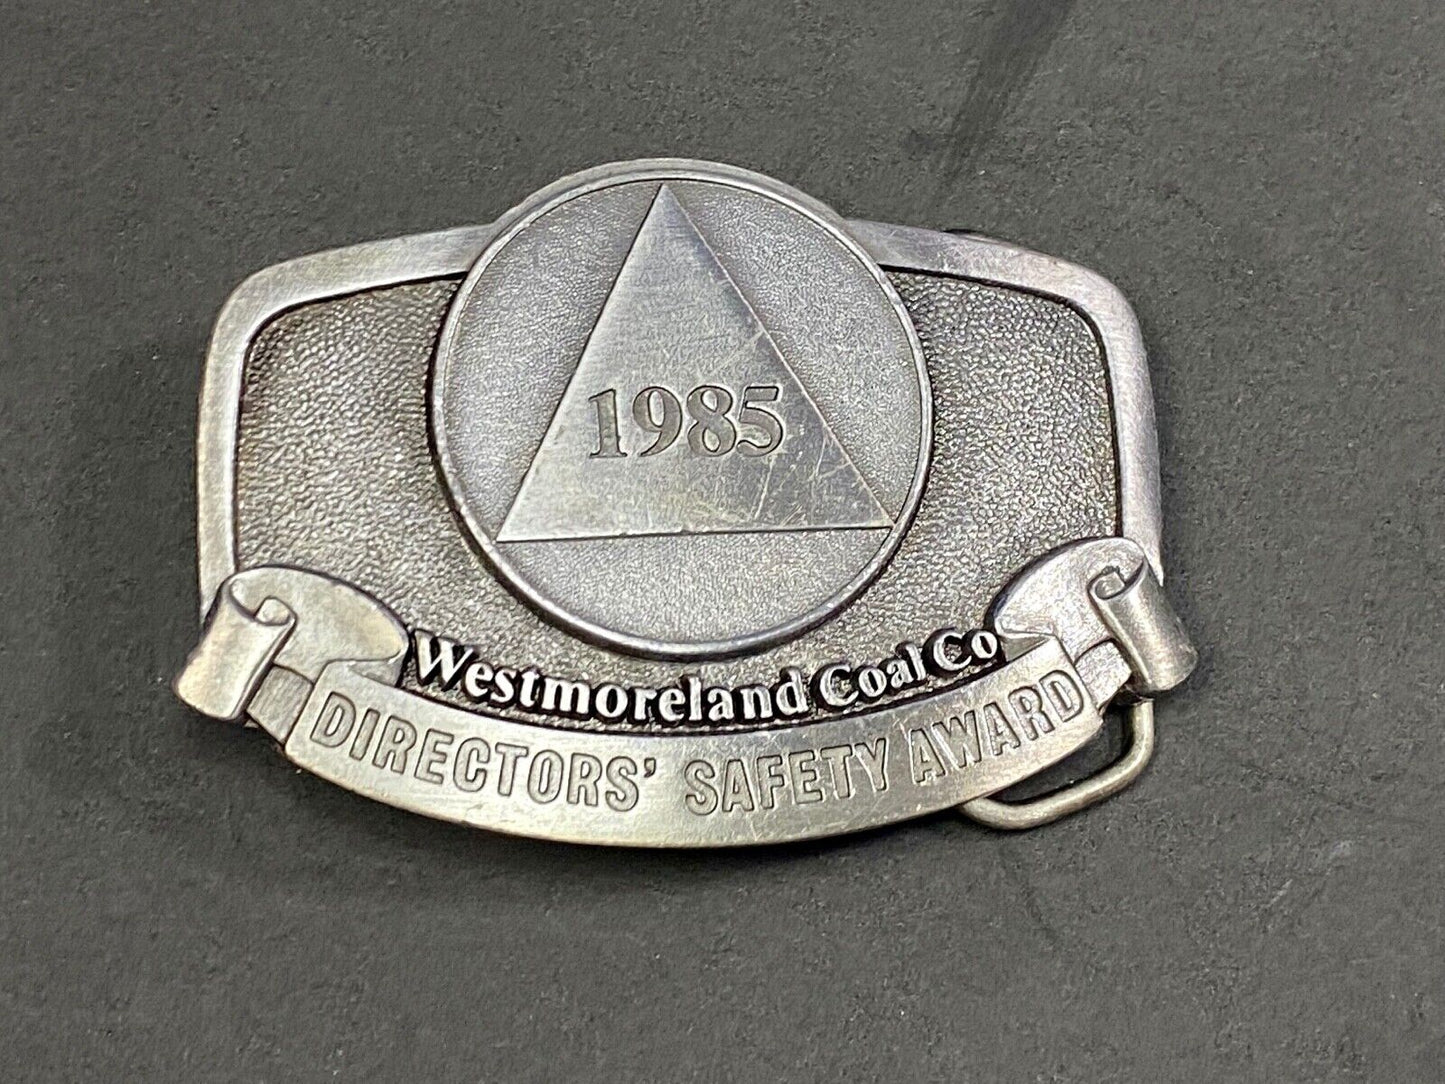 1985
Westmoreland Coal Co
DIRECTORS' SAFETY AWARD